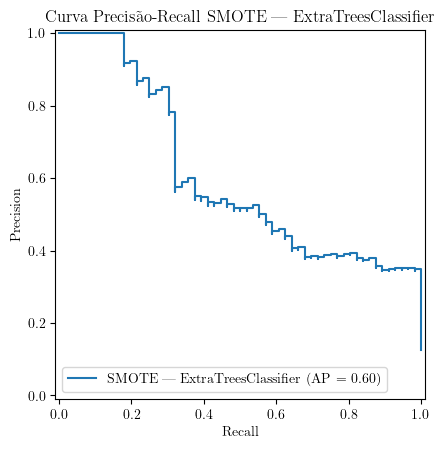 Curva Precisão-Recall SMOTE — ExtraTreesClassifier
1.0
0.8
0.6
0.4
0.2
0.0
Precision
SMOTE — ExtraTreesClassifier (AP = 0.60)
0.0 0.2 0.4 0.6 0.8 1.0
Recall